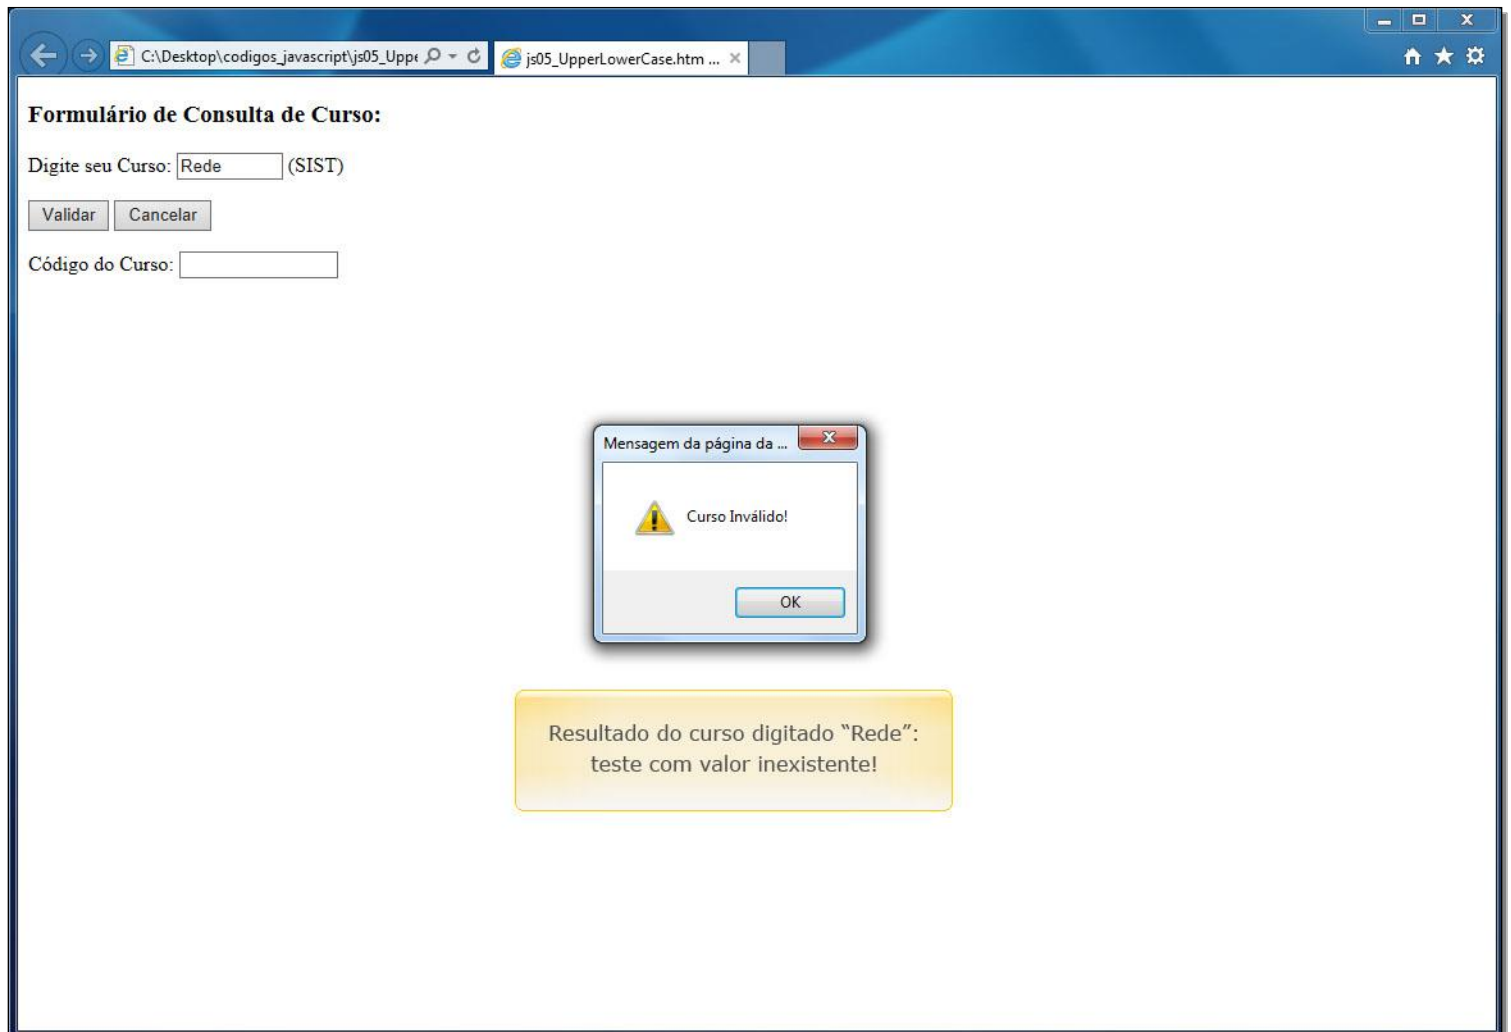 C:\Desktop\codigos_javascript\js05_Uppe
js05_UpperLowerCase.htm ...
Formulário de Consulta de Curso:
Digite seu Curso: Rede (SIST)
Validar Cancelar
Código do Curso:
Mensagem da página da ...
Curso Inválido!
OK
Resultado do curso digitado “Rede”:
teste com valor inexistente!